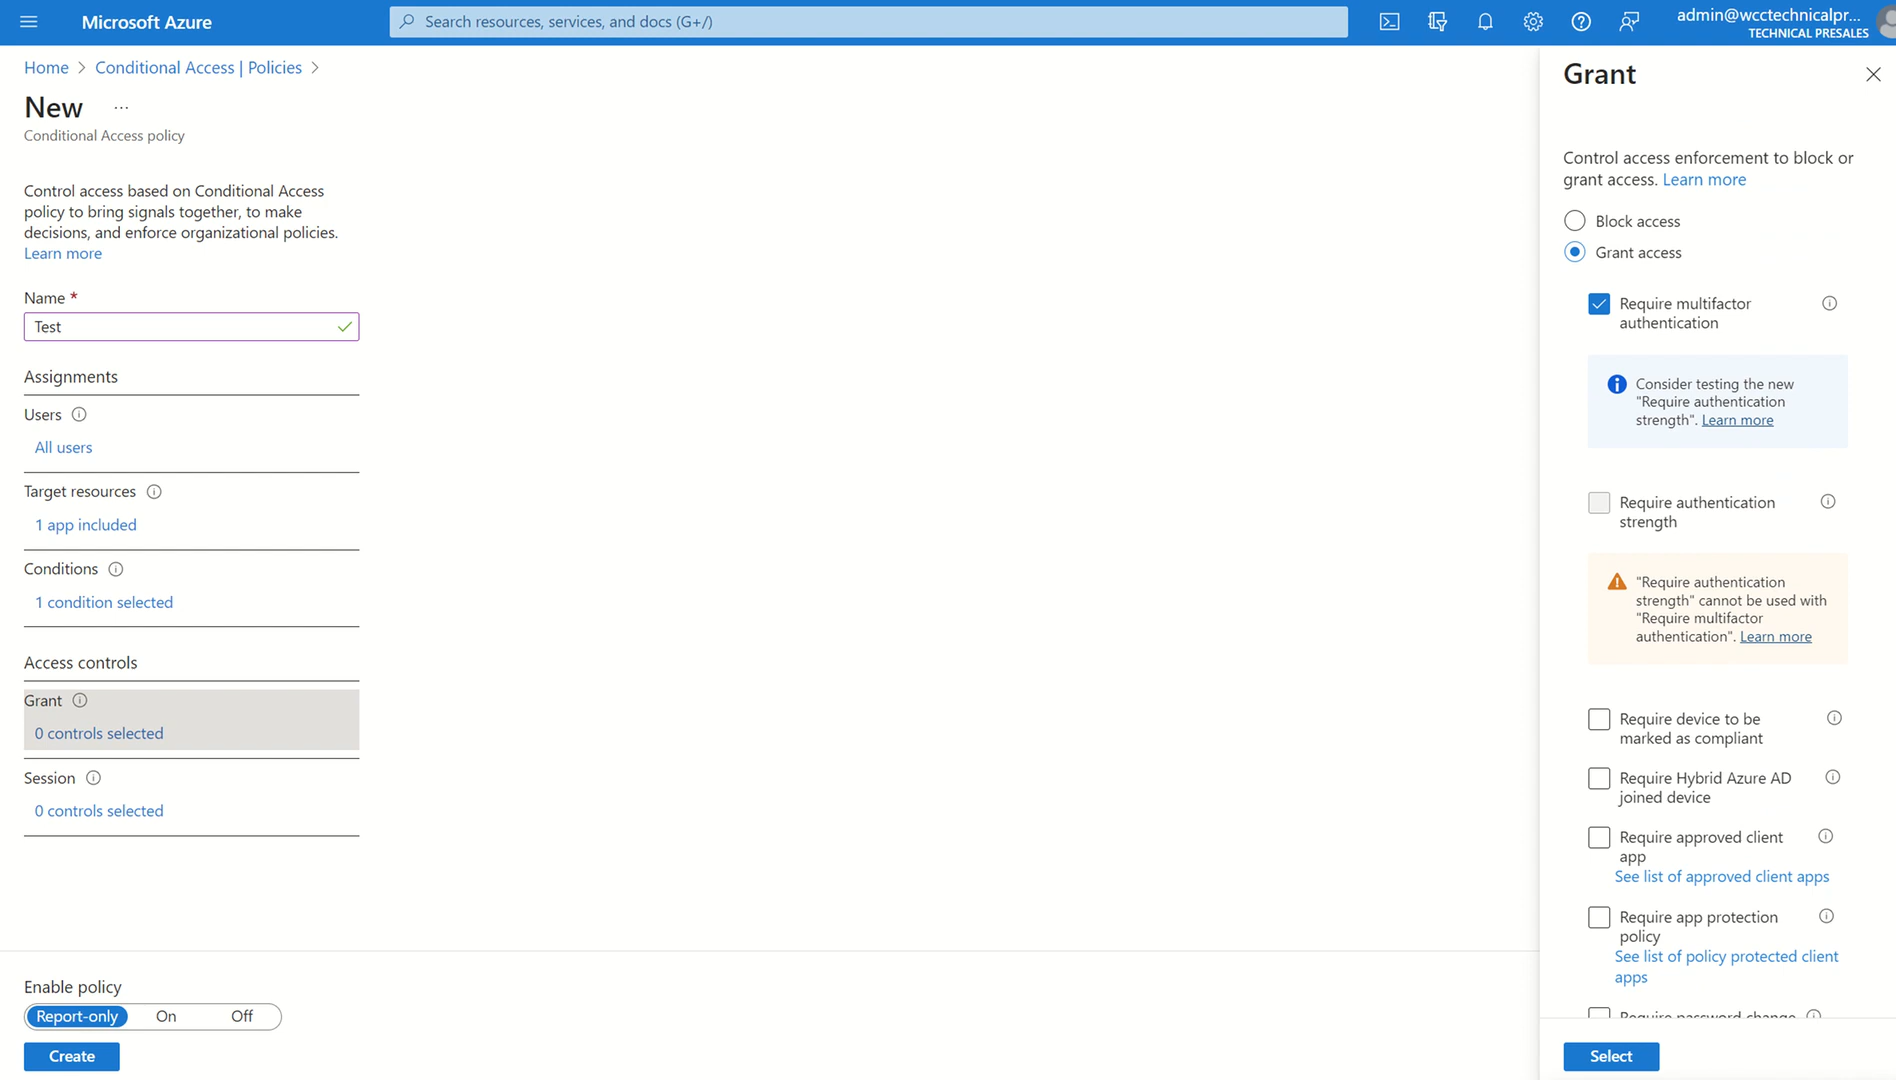 Microsoft Azure
Search resources, services, and docs (G+/)
admin@wcctechnicalpr...
TECHNICAL PRESALES
Home > Conditional Access | Policies >
New ...
Conditional Access policy
Control access based on Conditional Access
policy to bring signals together, to make
decisions, and enforce organizational policies.
Learn more
Name *
Test
Assignments
Users
All users
Target resources
1 app included
Conditions
1 condition selected
Access controls
Grant
0 controls selected
Session
0 controls selected
Enable policy
Report-only On Off
Create
Grant
Control access enforcement to block or
grant access. Learn more
Block access
Grant access
Require multifactor
authentication
Consider testing the new
"Require authentication
strength". Learn more
Require authentication
strength
"Require authentication
strength" cannot be used with
"Require multifactor
authentication". Learn more
Require device to be
marked as compliant
Require Hybrid Azure AD
joined device
Require approved client
app
See list of approved client apps
Require app protection
policy
See list of policy protected client
apps
Require password change
Select